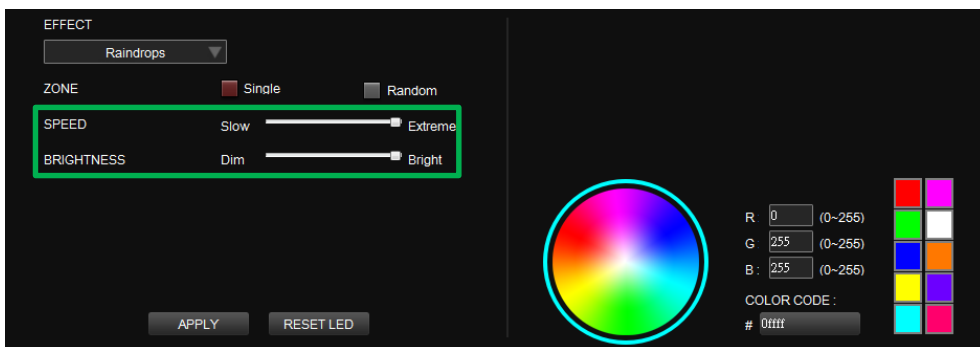 EFFECT
Raindrops
ZONE Single Random
SPEED Slow Extreme
BRIGHTNESS Dim Bright
APPLY RESET LED
R 0 (0~255)
G 255 (0~255)
B : 255 (0~255)
COLOR CODE :
# 0ffff